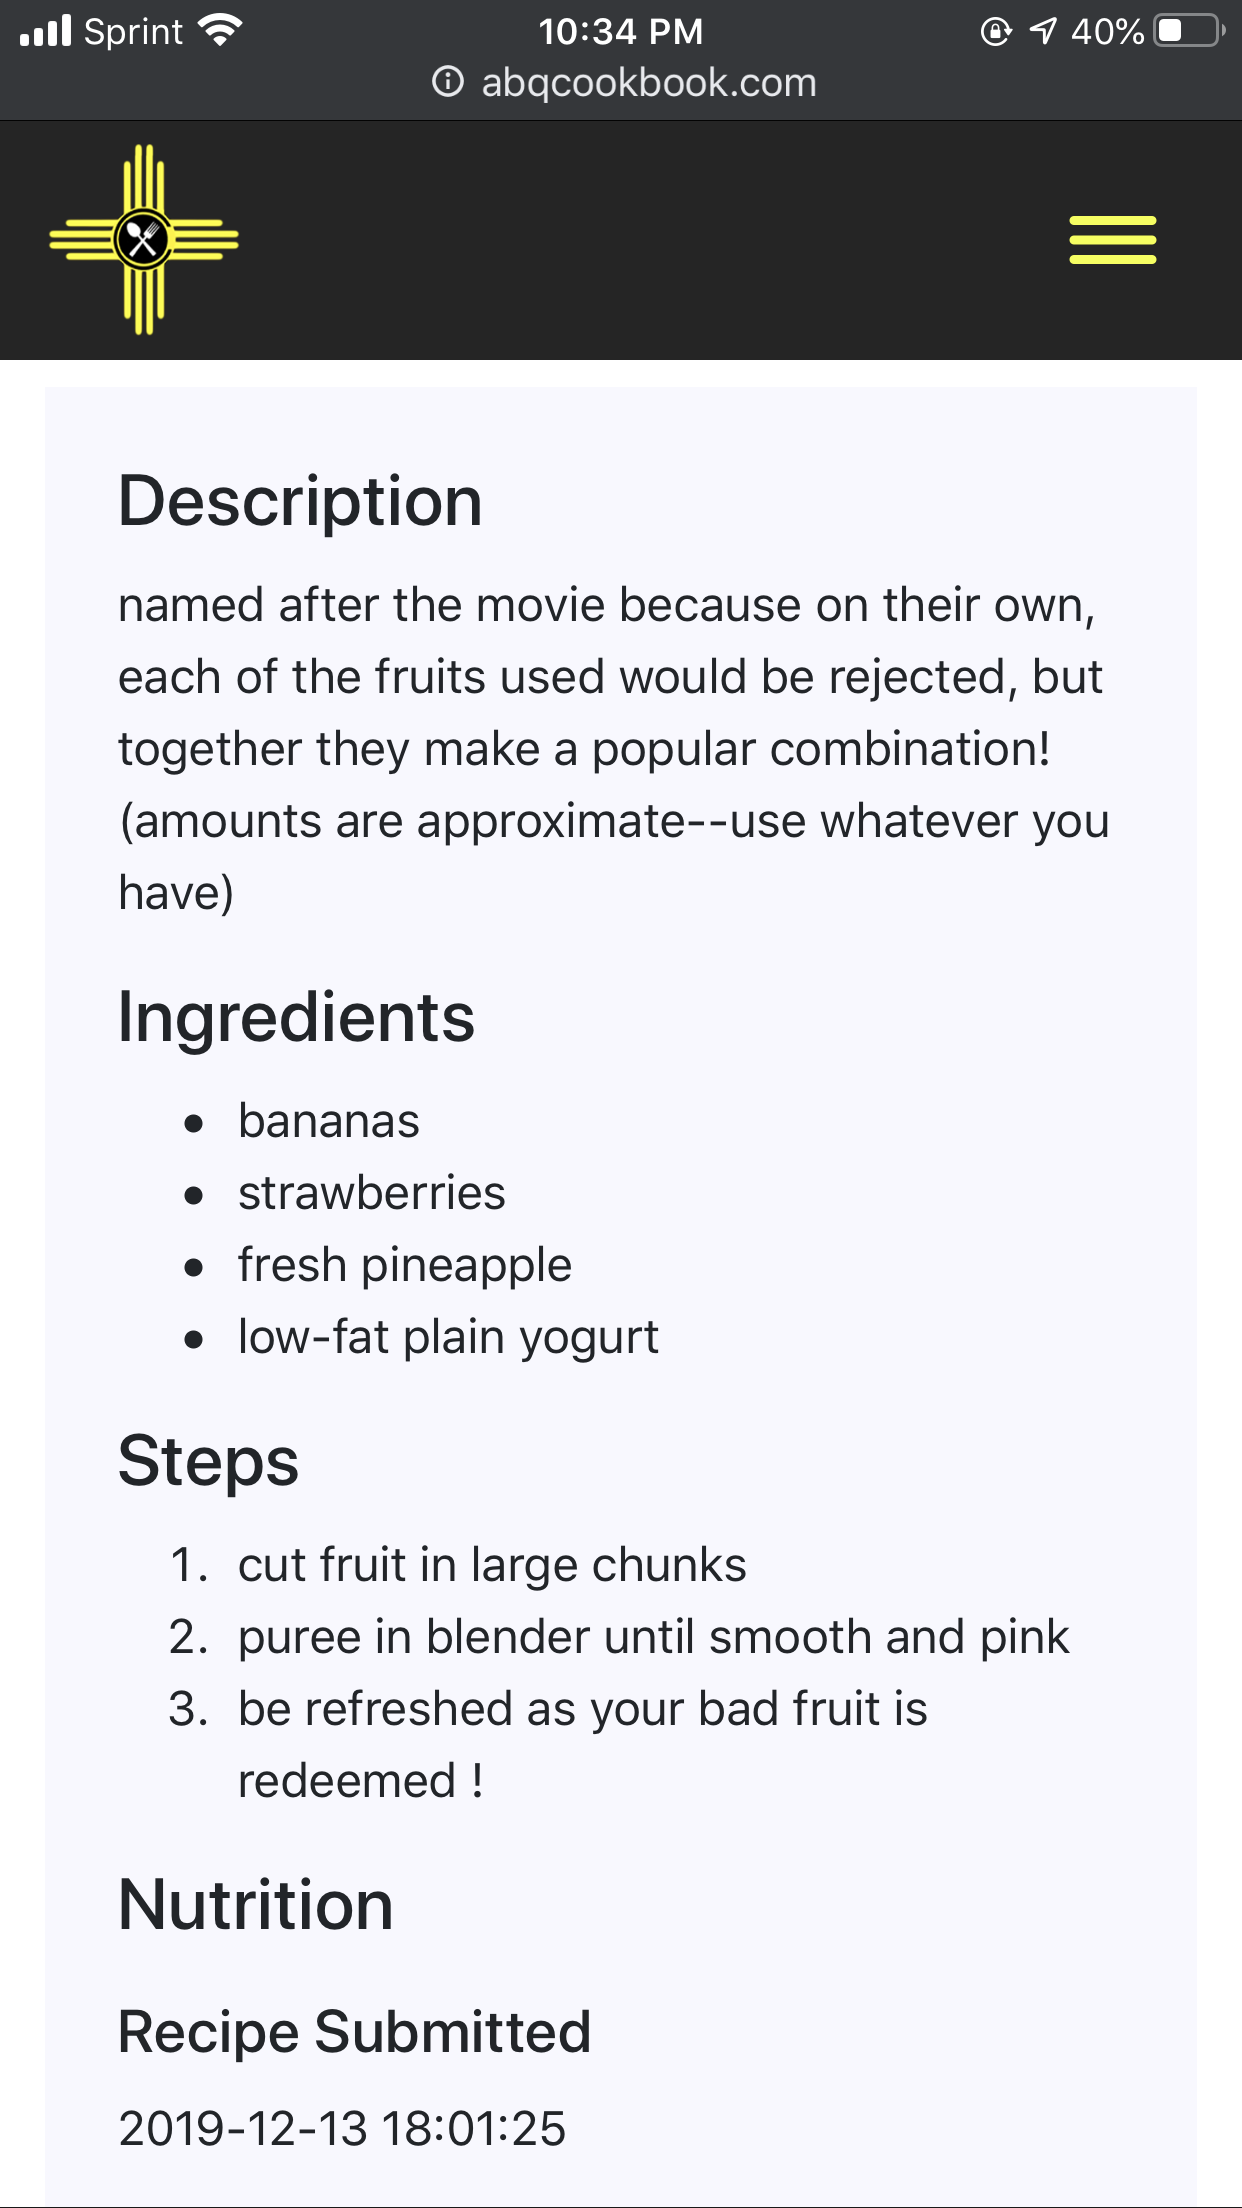 Sprint 10:34 PM 40%
abqcookbook.com
Description
named after the movie because on their own,
each of the fruits used would be rejected, but
together they make a popular combination!
(amounts are approximate--use whatever you
have)
Ingredients
• bananas
• strawberries
• fresh pineapple
• low-fat plain yogurt
Steps
1. cut fruit in large chunks
2. puree in blender until smooth and pink
3. be refreshed as your bad fruit is
redeemed !
Nutrition
Recipe Submitted
2019-12-13 18:01:25